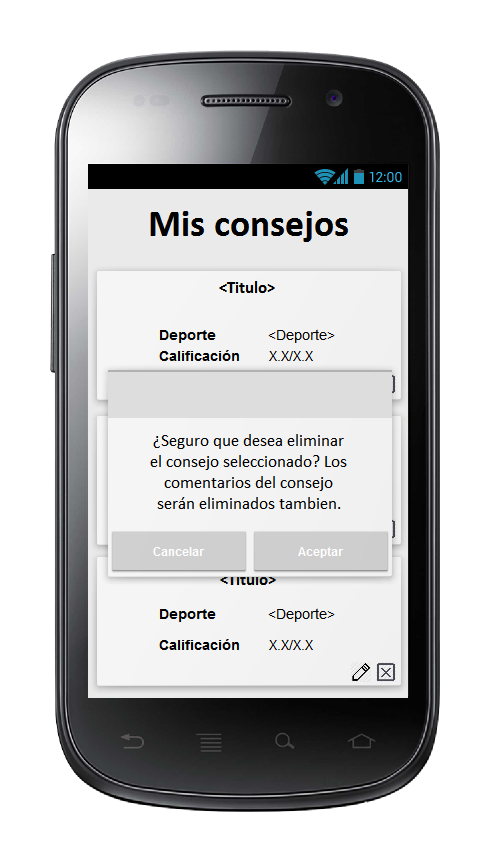 12:00
Mis consejos
<Titulo>
Deporte <Deporte>
Calificación X.X/X.X
¿Seguro que desea eliminar
el consejo seleccionado? Los
comentarios del consejo
serán eliminados tambien.
Cancelar Aceptar
<Titulo>
Deporte <Deporte>
Calificación X.X/X.X